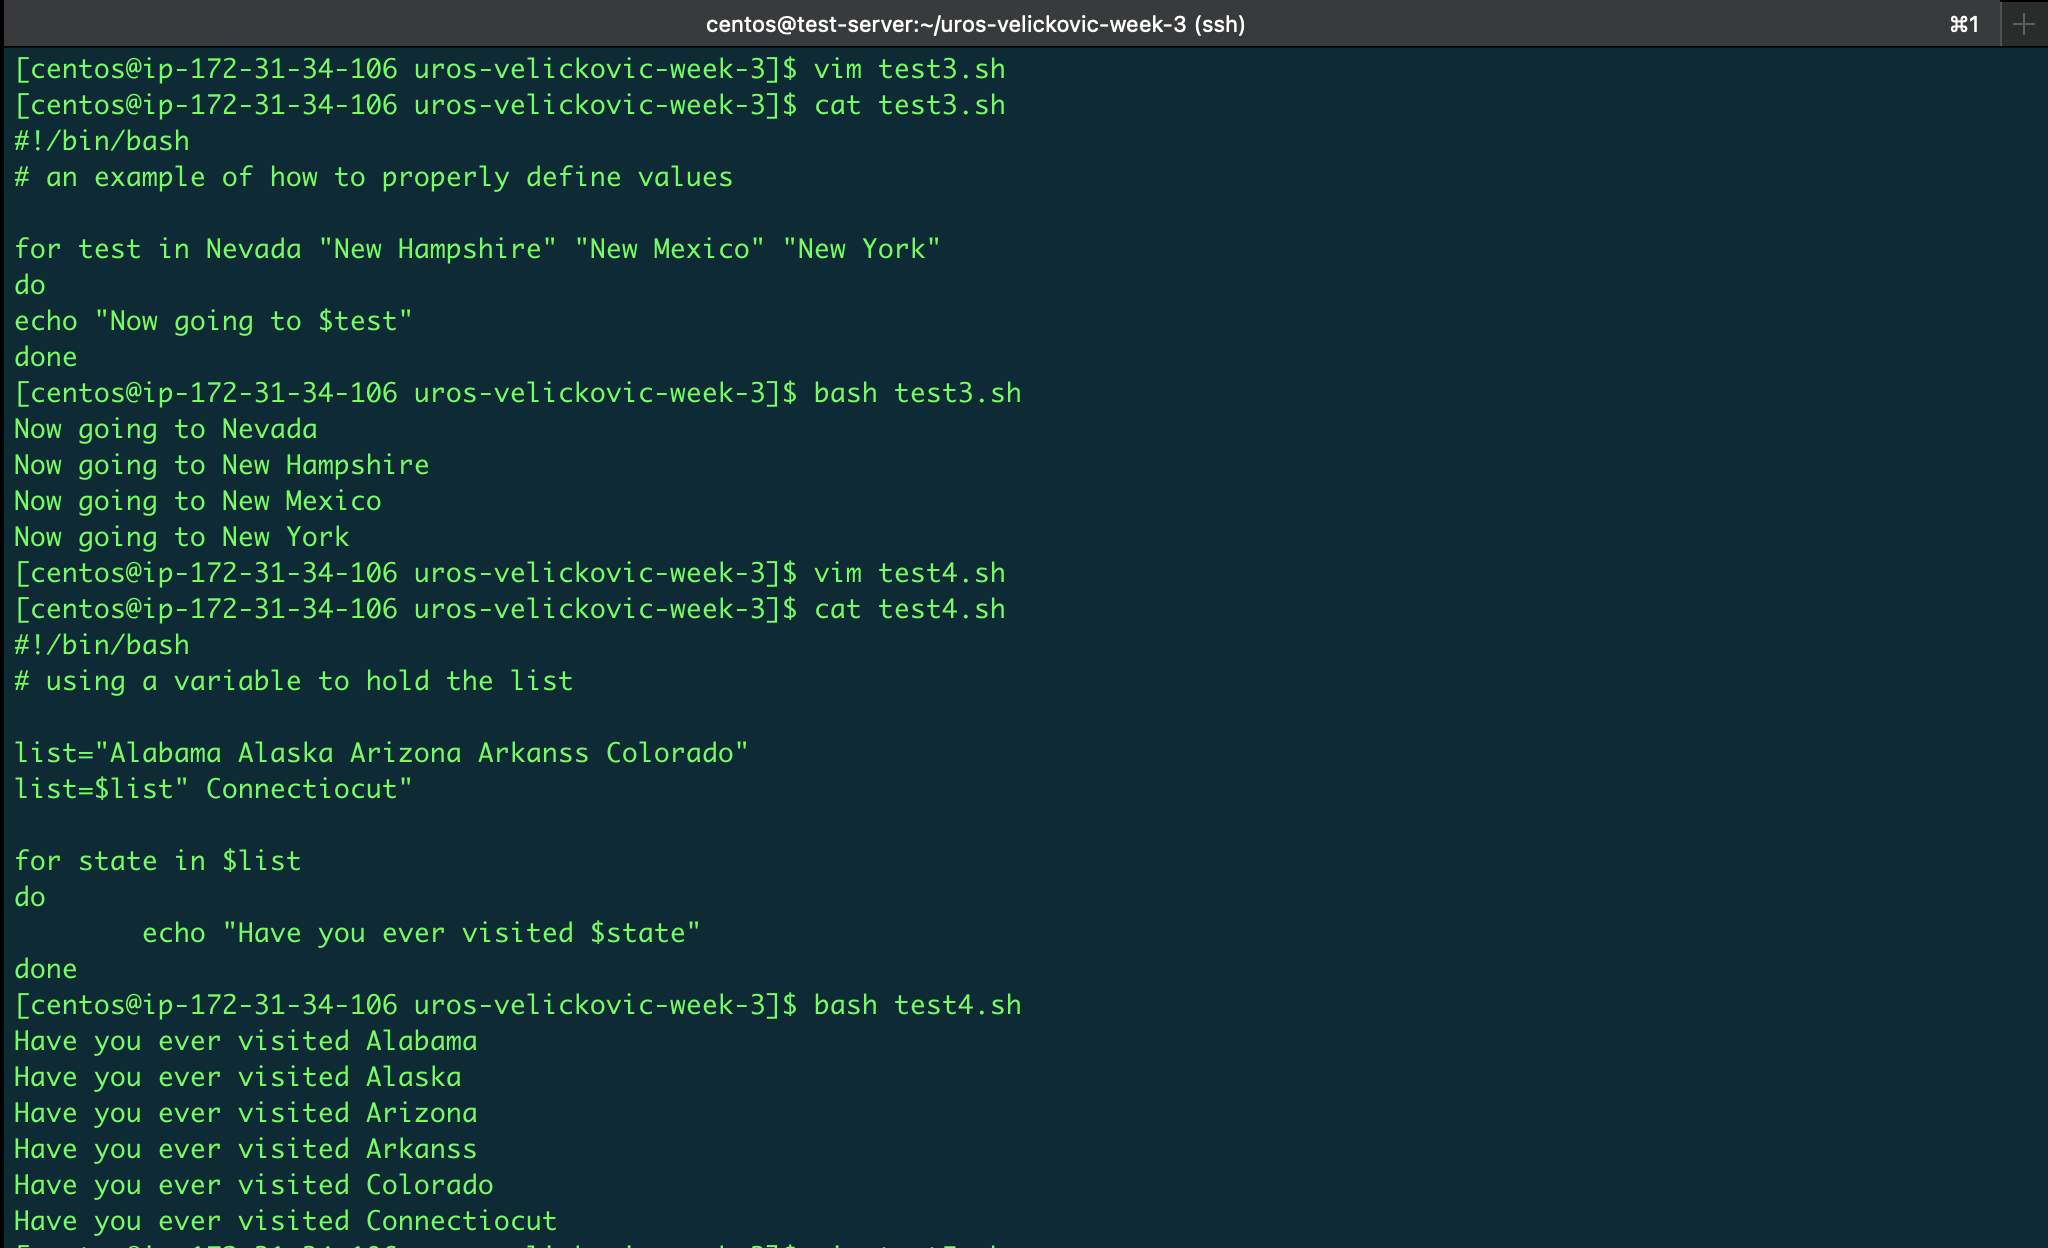 centos@test-server:~/uros-velickovic-week-3 (ssh) ⌘1
[centos@ip-172-31-34-106 uros-velickovic-week-3]$ vim test3.sh
[centos@ip-172-31-34-106 uros-velickovic-week-3]$ cat test3.sh
#!/bin/bash
# an example of how to properly define values

for test in Nevada "New Hampshire" "New Mexico" "New York"
do
echo "Now going to $test"
done
[centos@ip-172-31-34-106 uros-velickovic-week-3]$ bash test3.sh
Now going to Nevada
Now going to New Hampshire
Now going to New Mexico
Now going to New York
[centos@ip-172-31-34-106 uros-velickovic-week-3]$ vim test4.sh
[centos@ip-172-31-34-106 uros-velickovic-week-3]$ cat test4.sh
#!/bin/bash
# using a variable to hold the list

list="Alabama Alaska Arizona Arkanss Colorado"
list=$list" Connectiocut"

for state in $list
do
        echo "Have you ever visited $state"
done
[centos@ip-172-31-34-106 uros-velickovic-week-3]$ bash test4.sh
Have you ever visited Alabama
Have you ever visited Alaska
Have you ever visited Arizona
Have you ever visited Arkanss
Have you ever visited Colorado
Have you ever visited Connectiocut